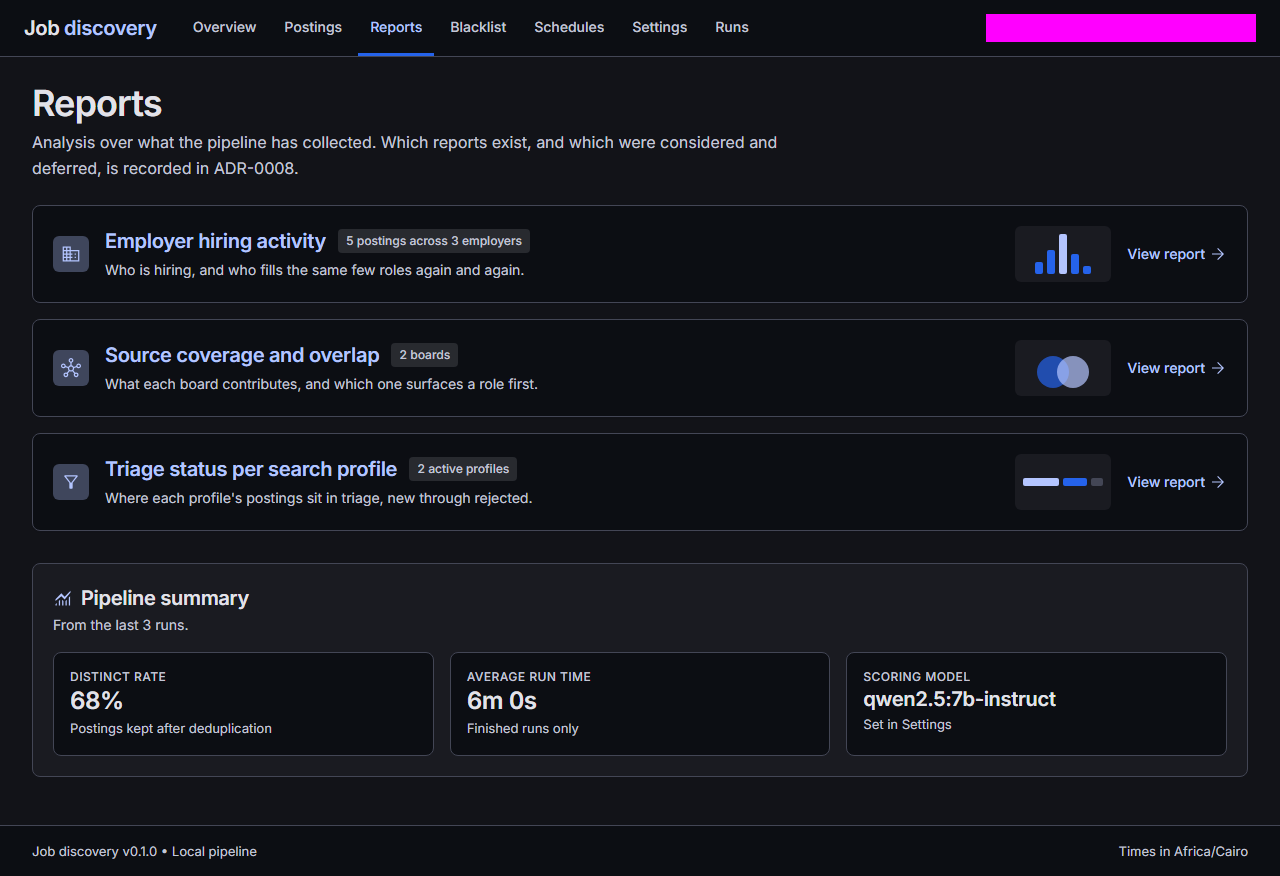 Job discovery
Overview
Postings
Reports
Blacklist
Schedules
Settings
Runs
Reports
Analysis over what the pipeline has collected. Which reports exist, and which were considered and
deferred, is recorded in ADR-0008.
Employer hiring activity
5 postings across 3 employers
Who is hiring, and who fills the same few roles again and again.
View report →
Source coverage and overlap
2 boards
What each board contributes, and which one surfaces a role first.
View report →
Triage status per search profile
2 active profiles
Where each profile's postings sit in triage, new through rejected.
View report →
Pipeline summary
From the last 3 runs.
DISTINCT RATE
68%
Postings kept after deduplication
AVERAGE RUN TIME
6m 0s
Finished runs only
SCORING MODEL
qwen2.5:7b-instruct
Set in Settings
Job discovery v0.1.0 • Local pipeline
Times in Africa/Cairo